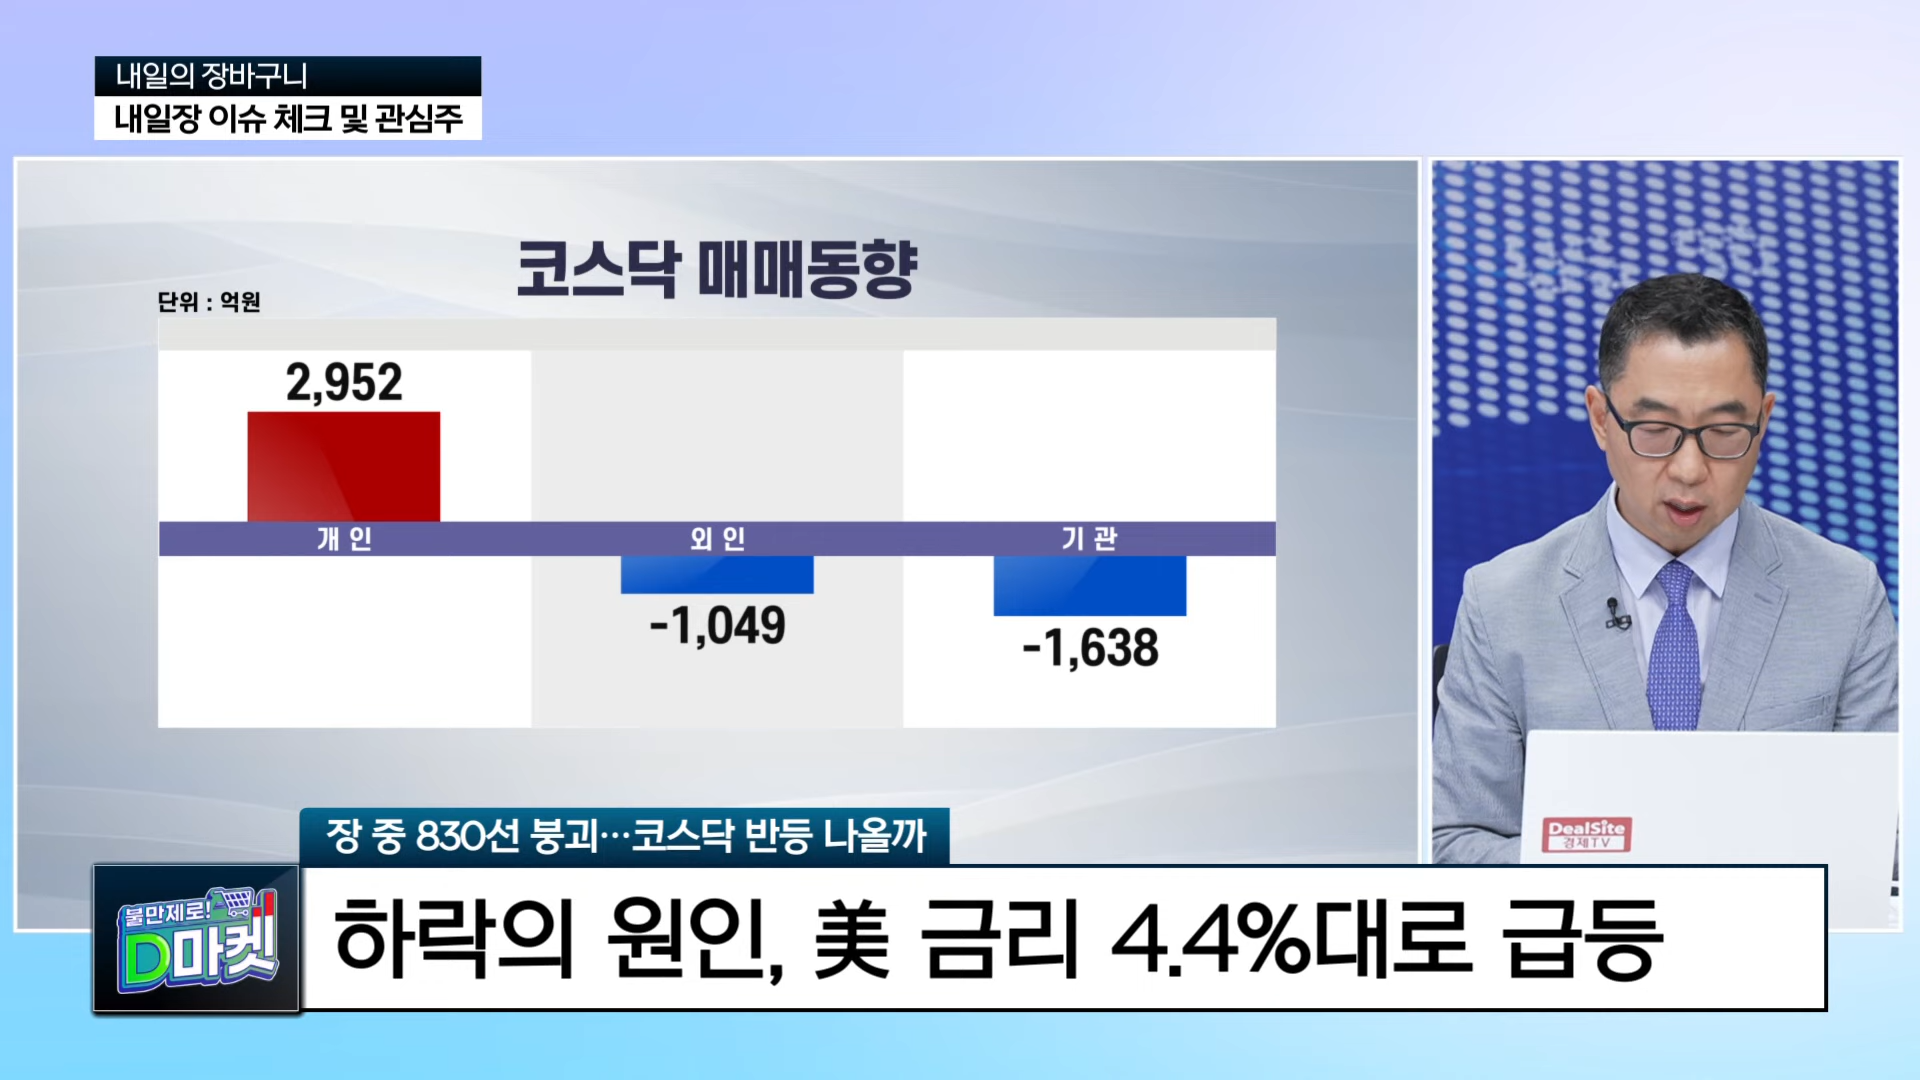 내일의 장바구니
내일장 이슈 체크 및 관심주
코스닥 매매동향
단위 : 억원
2,952
개인
외인
기관
-1,049
-1,638
DealSite
경제TV
장 중 830선 붕괴…코스닥 반등 나올까
불만제로!
D마켓
하락의 원인, 美 금리 4.4%대로 급등